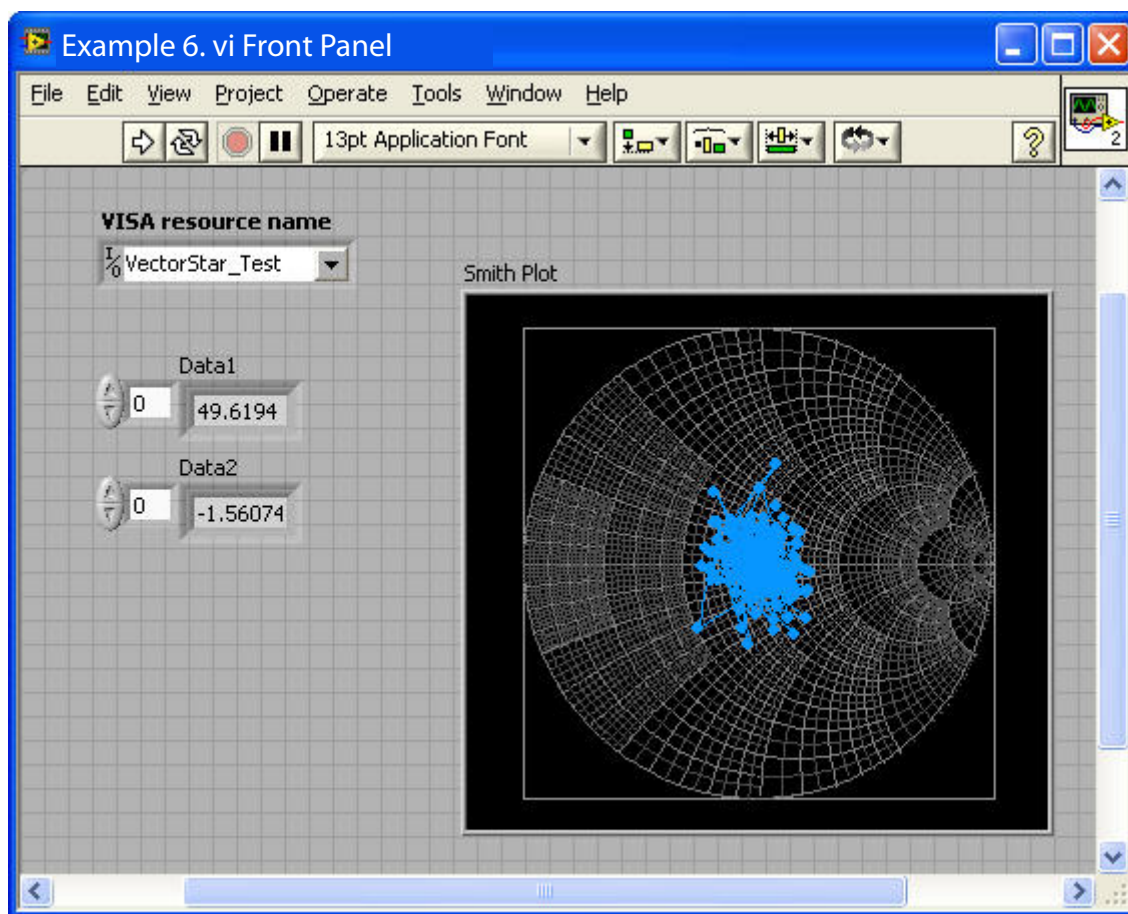 Example 6. vi Front Panel
File Edit View Project Operate Tools Window Help
13pt Application Font
?
2
VISA resource name
I/O VectorStar_Test
Smith Plot
Data1
0 49.6194
Data2
0 -1.56074